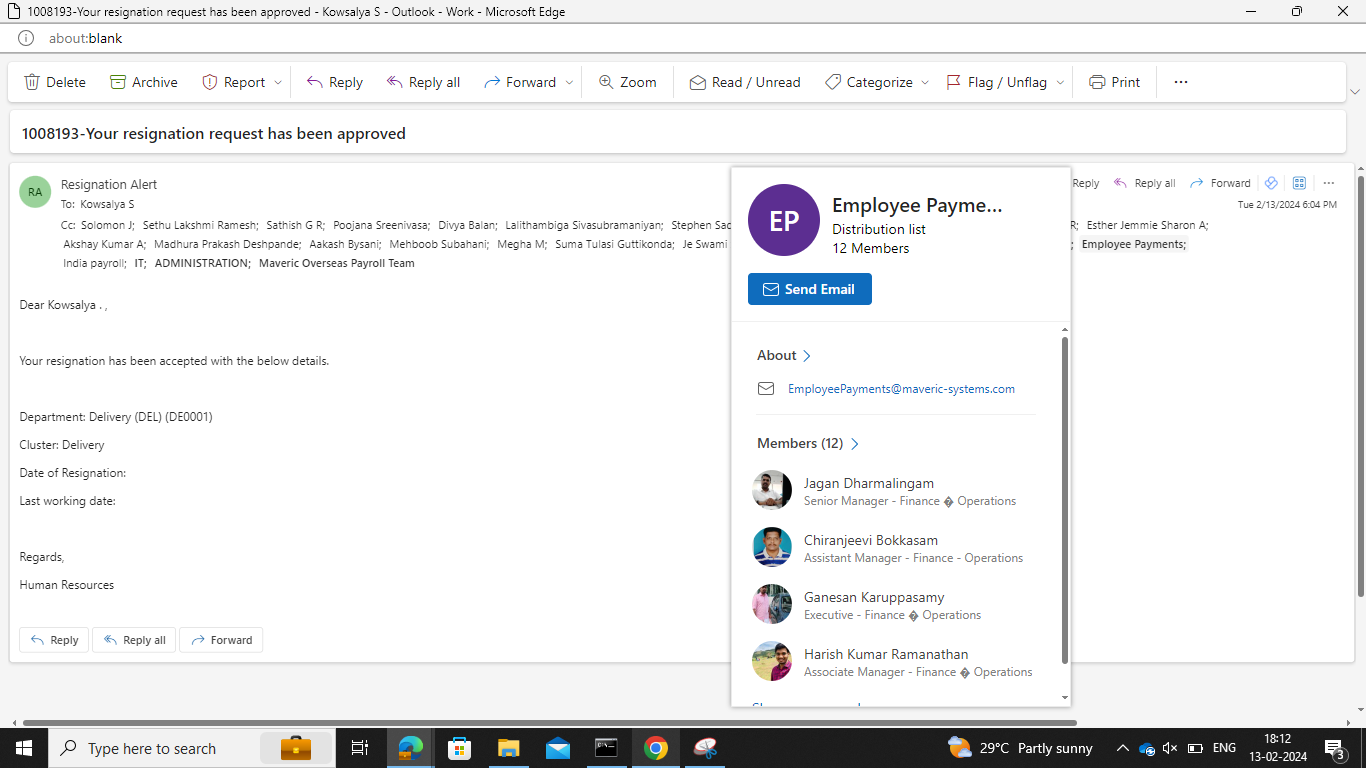 1008193-Your resignation request has been approved - Kowsalya S - Outlook - Work - Microsoft Edge
about:blank
Delete Archive Report Reply Reply all Forward Zoom Read / Unread Categorize Flag / Unflag Print ...
1008193-Your resignation request has been approved
RA
Resignation Alert
Reply Reply all Forward ...
To: Kowsalya S
Tue 2/13/2024 6:04 PM
Cc: Solomon J; Sethu Lakshmi Ramesh; Sathish G R; Poojana Sreenivasa; Divya Balan; Lalithambiga Sivasubramaniyan; Stephen R; Esther Jemmie Sharon A;
Akshay Kumar A; Madhura Prakash Deshpande; Aakash Bysani; Mehboob Subahani; Megha M; Suma Tulasi Guttikonda; Je Swami ; Employee Payments;
India payroll; IT; ADMINISTRATION; Maveric Overseas Payroll Team
Dear Kowsalya . ,
Your resignation has been accepted with the below details.
Department: Delivery (DEL) (DE0001)
Cluster: Delivery
Date of Resignation:
Last working date:
Regards,
Human Resources
Reply Reply all Forward
EP
Employee Payme...
Distribution list
12 Members
Send Email
About
EmployeePayments@maveric-systems.com
Members (12)
Jagan Dharmalingam
Senior Manager - Finance � Operations
Chiranjeevi Bokkasam
Assistant Manager - Finance - Operations
Ganesan Karuppasamy
Executive - Finance � Operations
Harish Kumar Ramanathan
Associate Manager - Finance � Operations
Type here to search
29°C Partly sunny
ENG
18:12
13-02-2024
3